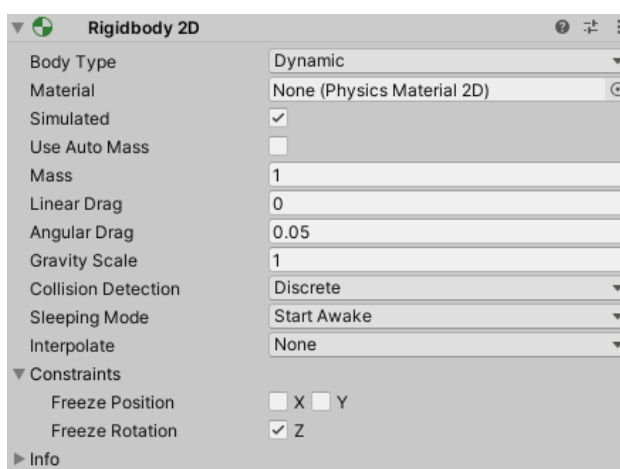 Rigidbody 2D
Body Type Dynamic
Material None (Physics Material 2D)
Simulated
Use Auto Mass
Mass 1
Linear Drag 0
Angular Drag 0.05
Gravity Scale 1
Collision Detection Discrete
Sleeping Mode Start Awake
Interpolate None
Constraints
Freeze Position X Y
Freeze Rotation Z
Info